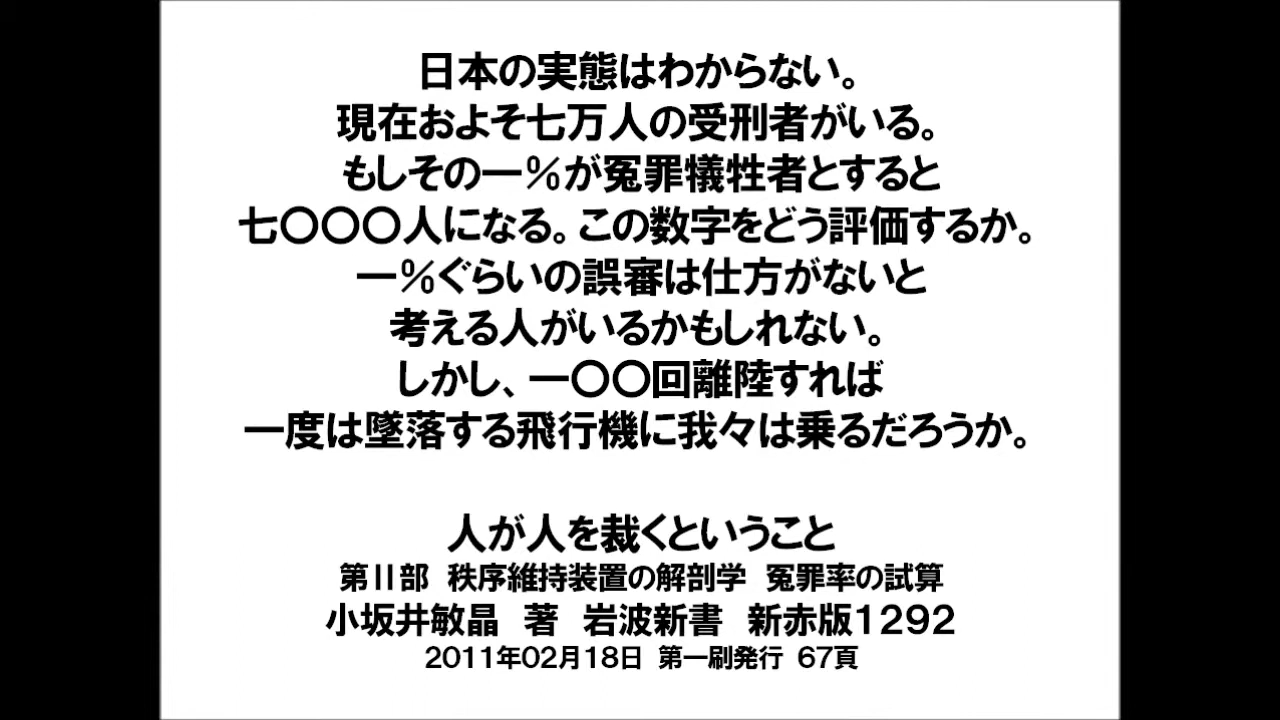 日本の実態はわからない。
現在およそ七万人の受刑者がいる。
もしその一％が冤罪犠牲者とすると
七〇〇〇人になる。この数字をどう評価するか。
一％ぐらいの誤審は仕方がないと
考える人がいるかもしれない。
しかし、一〇〇回離陸すれば
一度は墜落する飛行機に我々は乗るだろうか。
人が人を裁くということ
第Ⅱ部　秩序維持装置の解剖学　冤罪率の試算
小坂井敏晶　著　岩波新書　新赤版１２９２
２０１１年０２月１８日　第一刷発行　６７頁